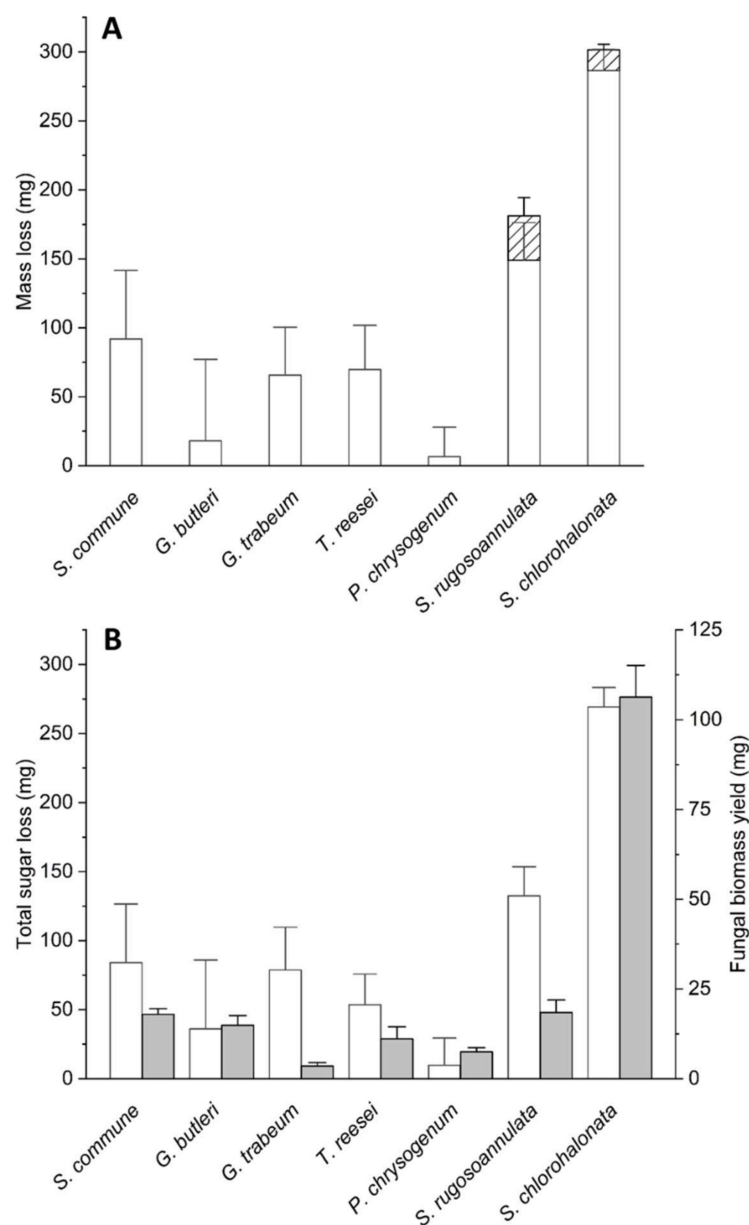 A
300
250
200
150
100
50
0
Mass loss (mg)
S. commune
G. butleri
G. trabeum
T. reesei
P. chrysogenum
S. rugosoannulata
S. chlorohalonata
B
300
250
200
150
100
50
0
Total sugar loss (mg)
125
100
75
50
25
0
Fungal biomass yield (mg)
S. commune
G. butleri
G. trabeum
T. reesei
P. chrysogenum
S. rugosoannulata
S. chlorohalonata